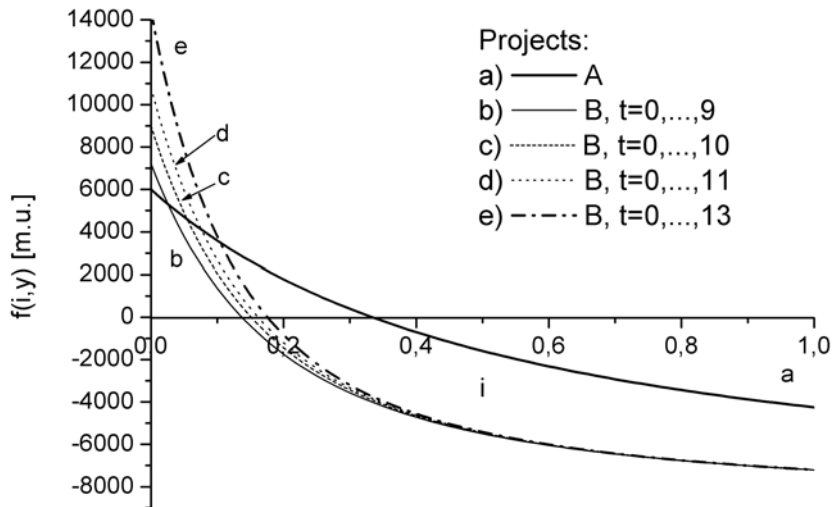 14000
12000
10000
8000
6000
4000
2000
0
-2000
-4000
-6000
-8000
f(i,y) [m.u.]
0,0
0,2
0,4
0,6
0,8
1,0
i
e
d
c
b
a
Projects:
a) A
b) B, t=0,...,9
c) B, t=0,...,10
d) B, t=0,...,11
e) B, t=0,...,13